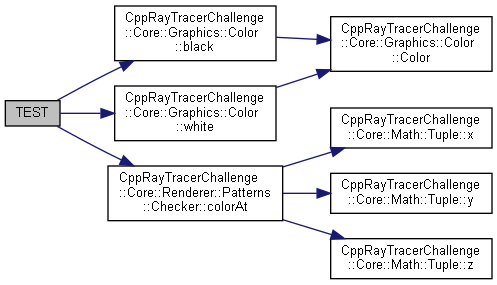 TEST
CppRayTracerChallenge
::Core::Graphics::Color
::black
CppRayTracerChallenge
::Core::Graphics::Color
::white
CppRayTracerChallenge
::Core::Renderer::Patterns
::Checker::colorAt
CppRayTracerChallenge
::Core::Graphics::Color
::Color
CppRayTracerChallenge
::Core::Math::Tuple::x
CppRayTracerChallenge
::Core::Math::Tuple::y
CppRayTracerChallenge
::Core::Math::Tuple::z